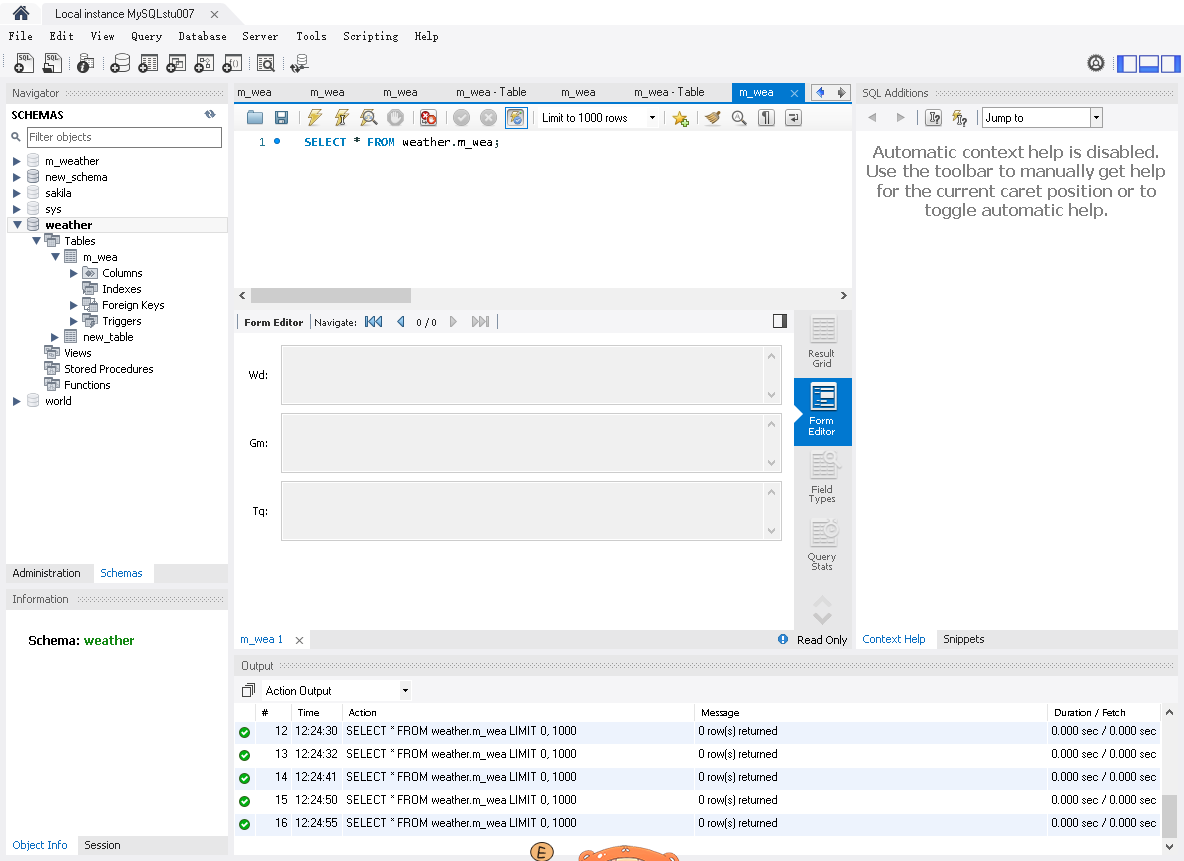 Local instance MySQLstu007
File Edit View Query Database Server Tools Scripting Help
Navigator
SCHEMAS
Filter objects
m_weather
new_schema
sakila
sys
weather
Tables
m_wea
Columns
Indexes
Foreign Keys
Triggers
new_table
Views
Stored Procedures
Functions
world
Administration Schemas
Information
Schema: weather
Object Info Session
m_wea m_wea m_wea m_wea - Table m_wea m_wea - Table m_wea
Limit to 1000 rows
1 SELECT * FROM weather.m_wea;
Form Editor Navigate: 0 / 0
Wd:
Gm:
Tq:
Result
Grid
Form
Editor
Field
Types
Query
Stats
m_wea 1 Read Only
SQL Additions
Jump to
Automatic context help is disabled.
Use the toolbar to manually get help
for the current caret position or to
toggle automatic help.
Context Help Snippets
Output
Action Output
# Time Action Message Duration / Fetch
12 12:24:30 SELECT * FROM weather.m_wea LIMIT 0, 1000 0 row(s) returned 0.000 sec / 0.000 sec
13 12:24:32 SELECT * FROM weather.m_wea LIMIT 0, 1000 0 row(s) returned 0.000 sec / 0.000 sec
14 12:24:41 SELECT * FROM weather.m_wea LIMIT 0, 1000 0 row(s) returned 0.000 sec / 0.000 sec
15 12:24:50 SELECT * FROM weather.m_wea LIMIT 0, 1000 0 row(s) returned 0.000 sec / 0.000 sec
16 12:24:55 SELECT * FROM weather.m_wea LIMIT 0, 1000 0 row(s) returned 0.000 sec / 0.000 sec
E